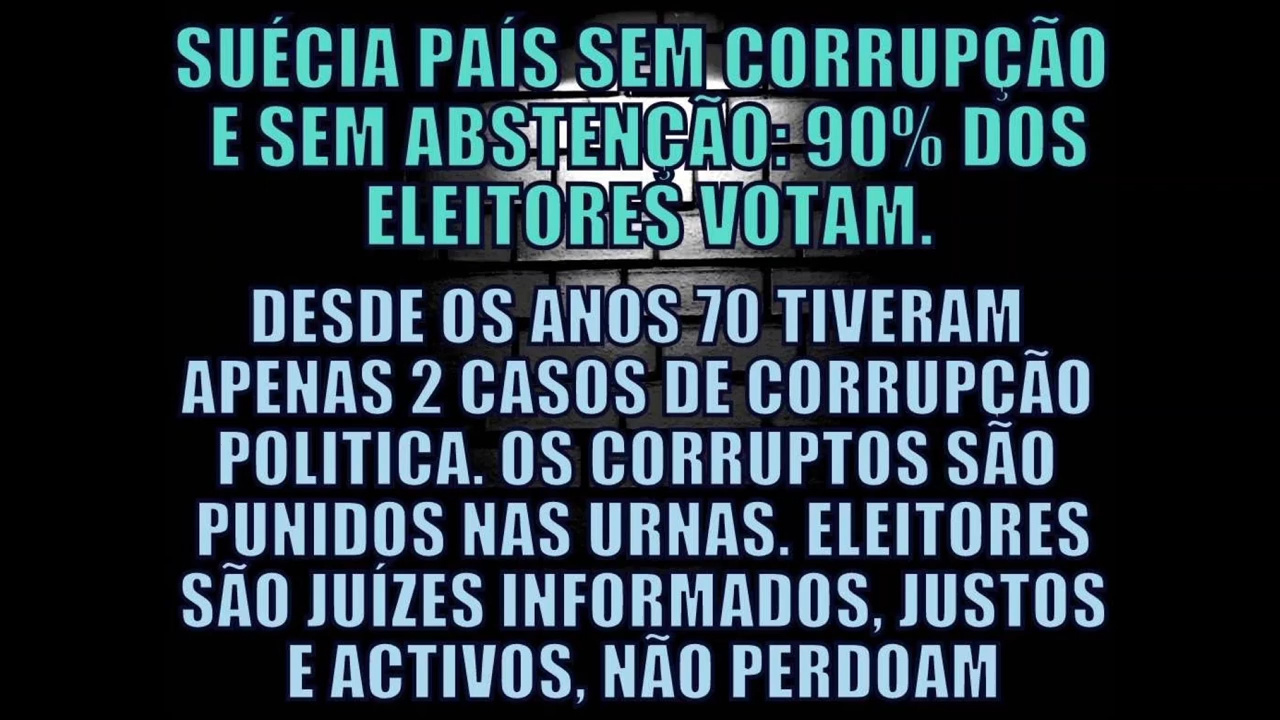 SUÉCIA PAÍS SEM CORRUPÇÃO
E SEM ABSTENÇÃO: 90% DOS
ELEITORES VOTAM.
DESDE OS ANOS 70 TIVERAM
APENAS 2 CASOS DE CORRUPÇÃO
POLITICA. OS CORRUPTOS SÃO
PUNIDOS NAS URNAS. ELEITORES
SÃO JUÍZES INFORMADOS, JUSTOS
E ACTIVOS, NÃO PERDOAM